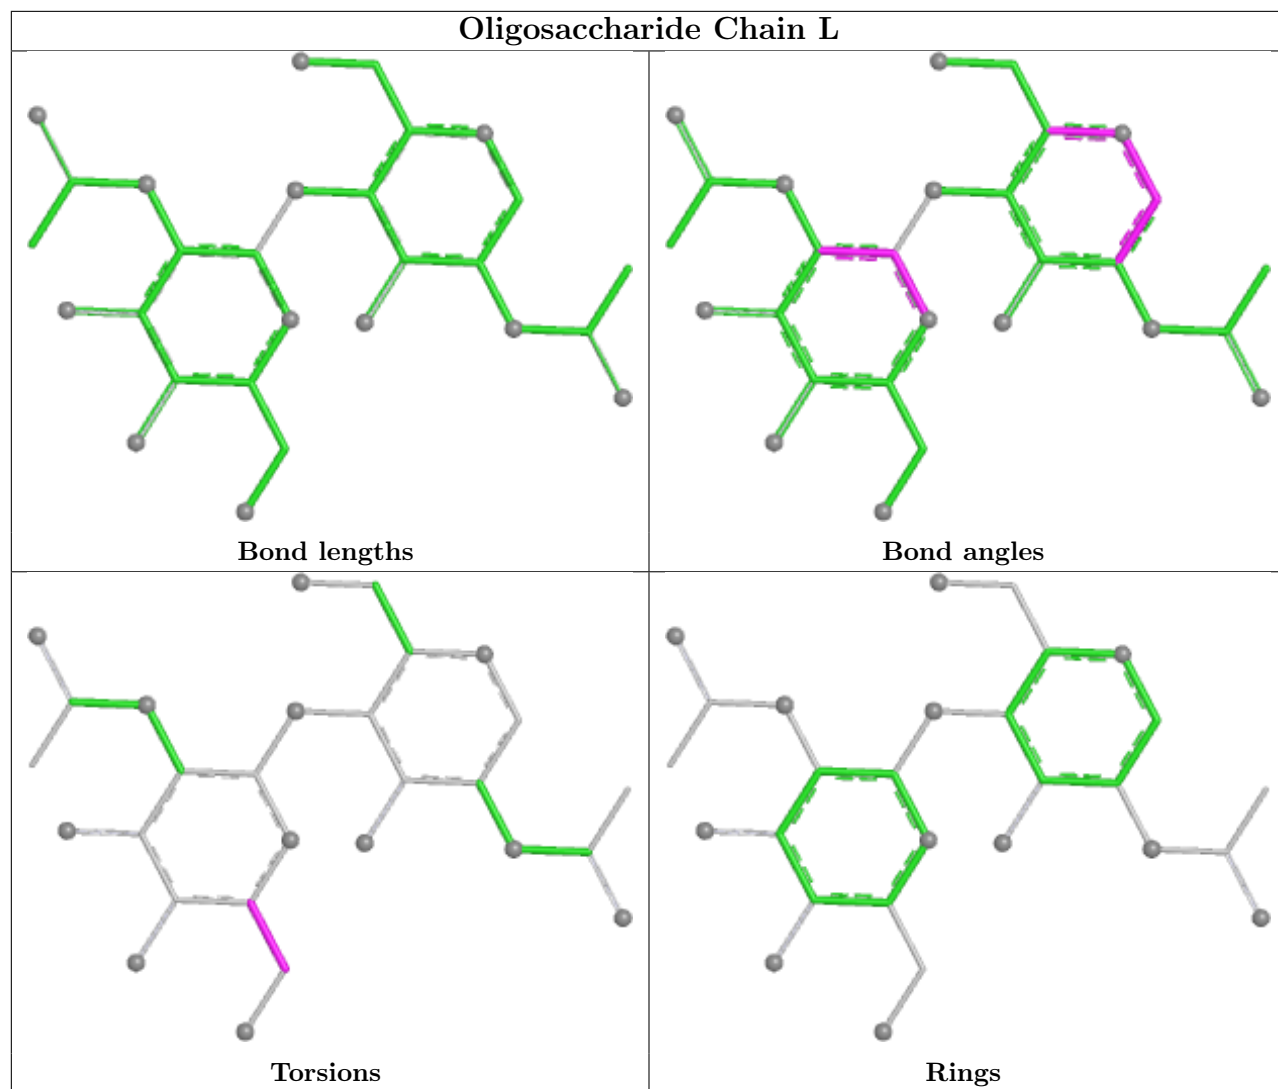 Oligosaccharide Chain L
Bond lengths
Bond angles
Torsions
Rings